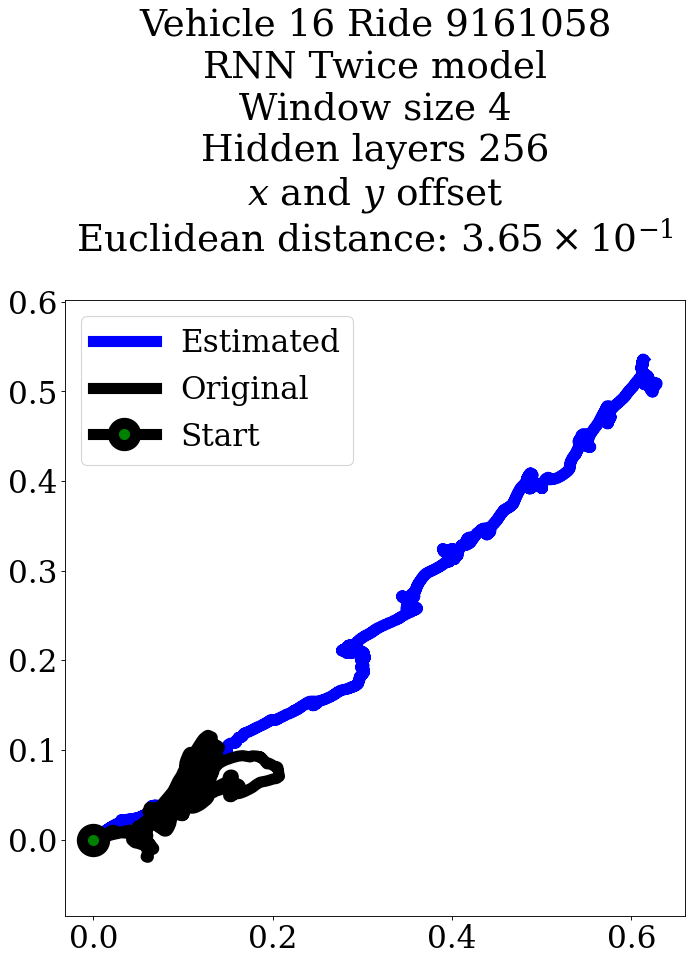 Vehicle 16 Ride 9161058
RNN Twice model
Window size 4
Hidden layers 256
x and y offset
Euclidean distance: 3.65 × 10⁻¹
0.6
Estimated
Original
Start
0.5
0.4
0.3
0.2
0.1
0.0
0.0 0.2 0.4 0.6